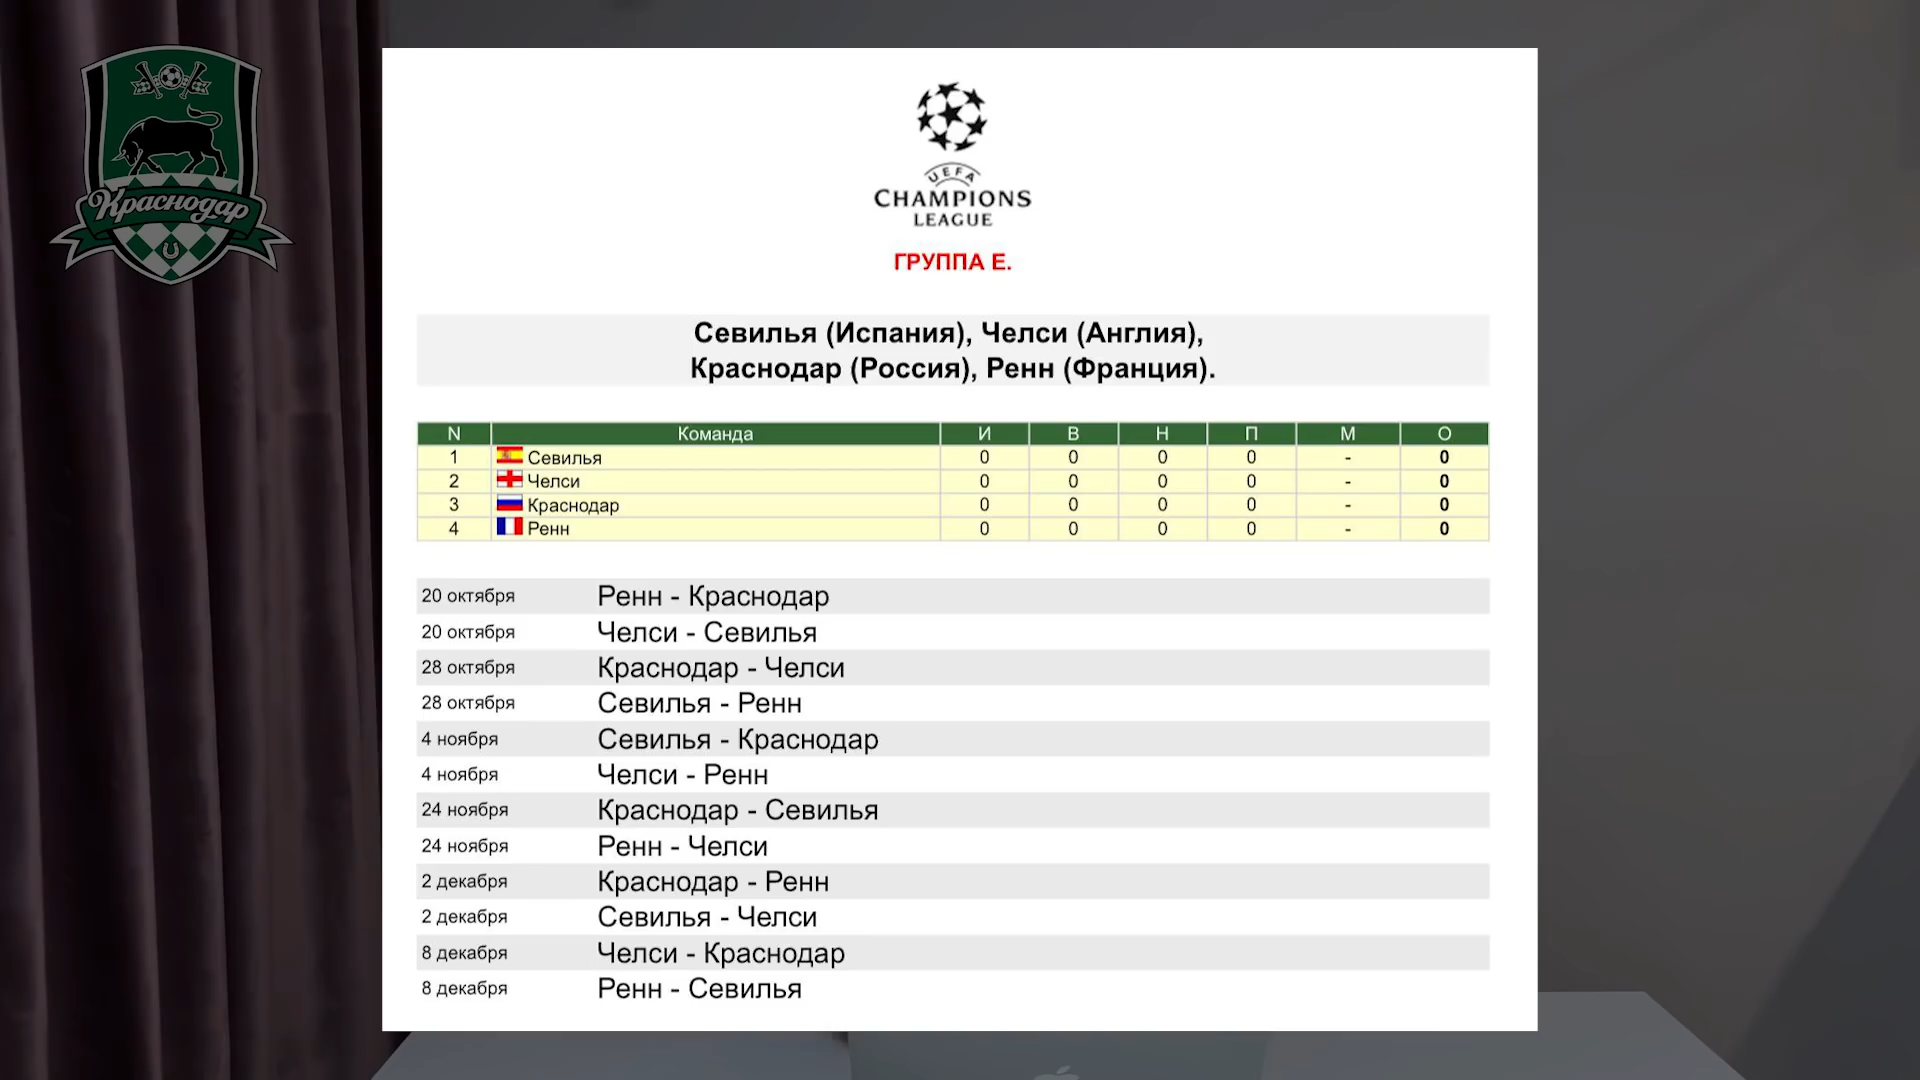 Краснодар
UEFA
CHAMPIONS
LEAGUE
ГРУППА Е.
Севилья (Испания), Челси (Англия),
Краснодар (Россия), Ренн (Франция).
N Команда И В Н П М О
1 Севилья 0 0 0 0 - 0
2 Челси 0 0 0 0 - 0
3 Краснодар 0 0 0 0 - 0
4 Ренн 0 0 0 0 - 0
20 октября Ренн - Краснодар
20 октября Челси - Севилья
28 октября Краснодар - Челси
28 октября Севилья - Ренн
4 ноября Севилья - Краснодар
4 ноября Челси - Ренн
24 ноября Краснодар - Севилья
24 ноября Ренн - Челси
2 декабря Краснодар - Ренн
2 декабря Севилья - Челси
8 декабря Челси - Краснодар
8 декабря Ренн - Севилья